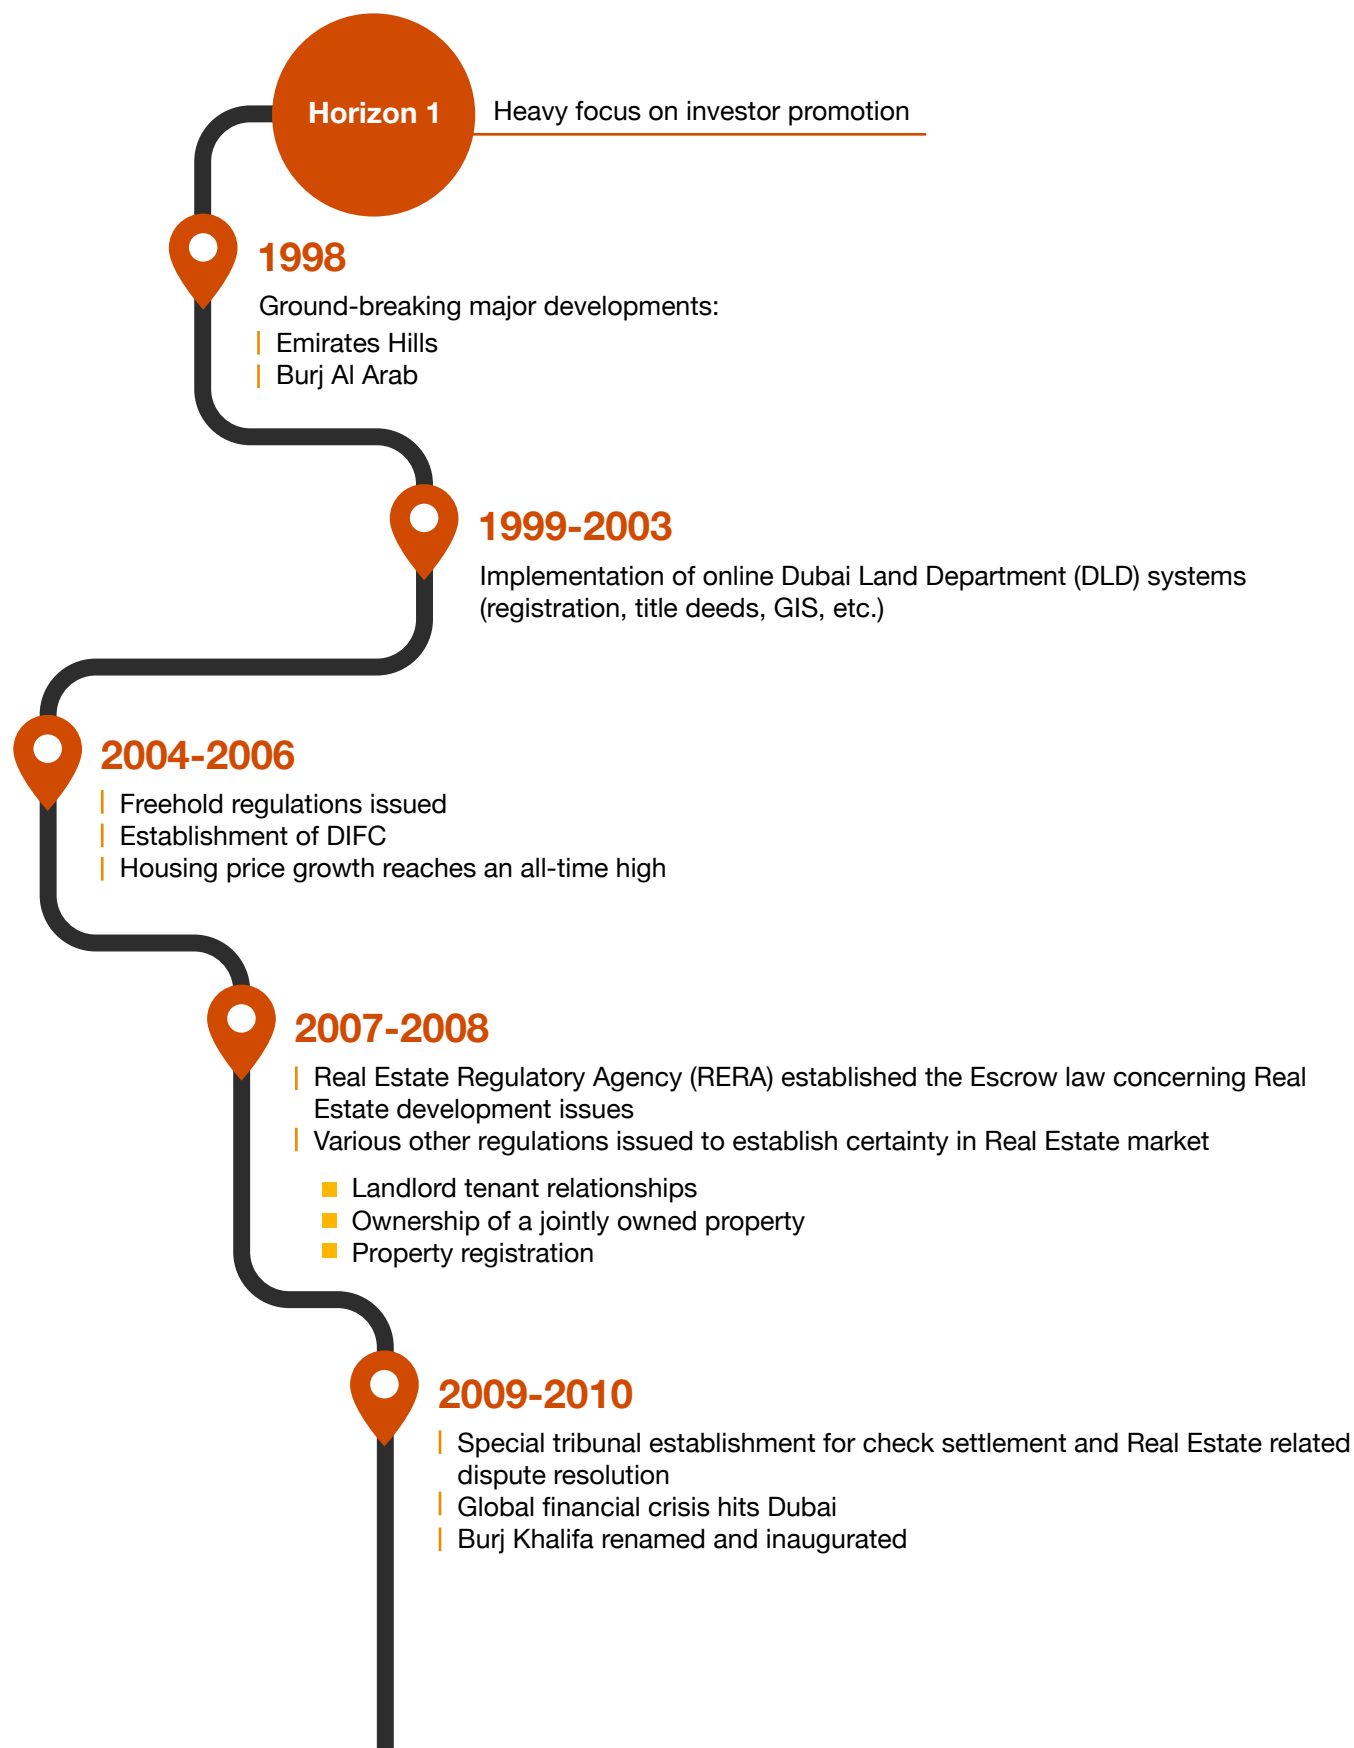 Horizon 1
Heavy focus on investor promotion
1998
Ground-breaking major developments:
Emirates Hills
Burj Al Arab
1999-2003
Implementation of online Dubai Land Department (DLD) systems
(registration, title deeds, GIS, etc.)
2004-2006
Freehold regulations issued
Establishment of DIFC
Housing price growth reaches an all-time high
2007-2008
Real Estate Regulatory Agency (RERA) established the Escrow law concerning Real
Estate development issues
Various other regulations issued to establish certainty in Real Estate market
Landlord tenant relationships
Ownership of a jointly owned property
Property registration
2009-2010
Special tribunal establishment for check settlement and Real Estate related
dispute resolution
Global financial crisis hits Dubai
Burj Khalifa renamed and inaugurated